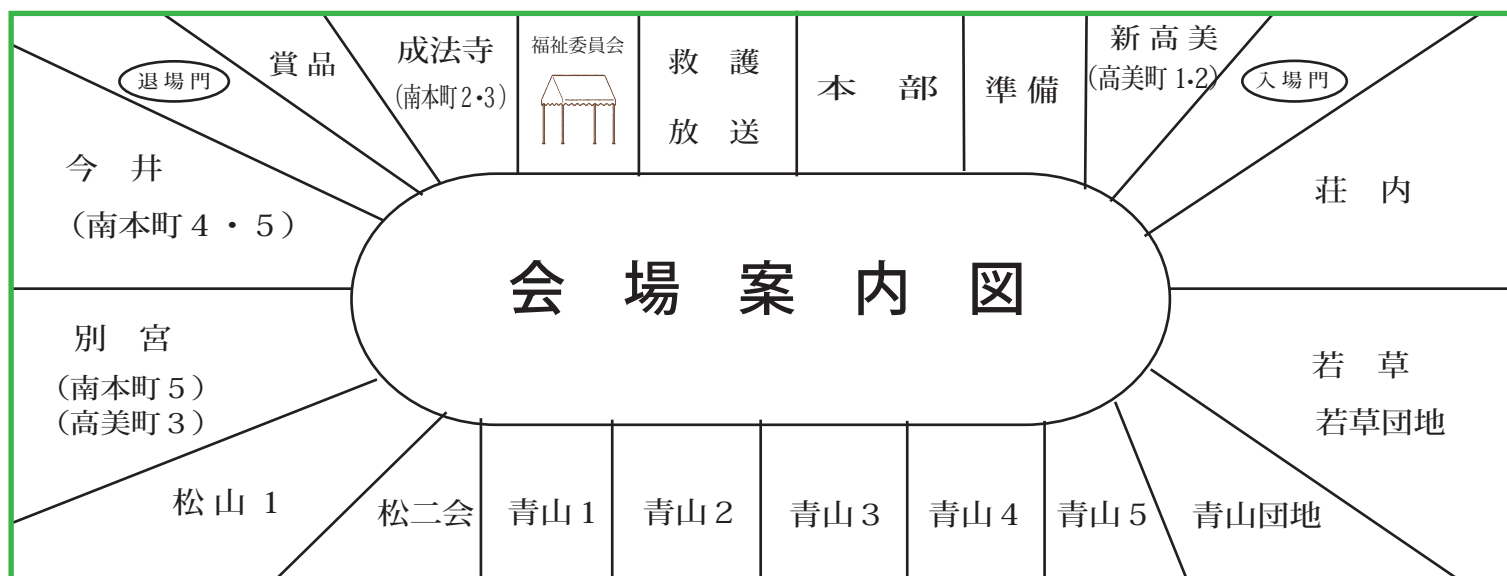 退場門
賞品
成法寺
(南本町2•3)
福祉委員会
救護
放送
本部
準備
新高美
(高美町1•2)
入場門
今井
(南本町4・5)
荘内
会場案内図
別宮
(南本町5)
(高美町3)
若草
若草団地
松山1
松二会
青山1
青山2
青山3
青山4
青山5
青山団地